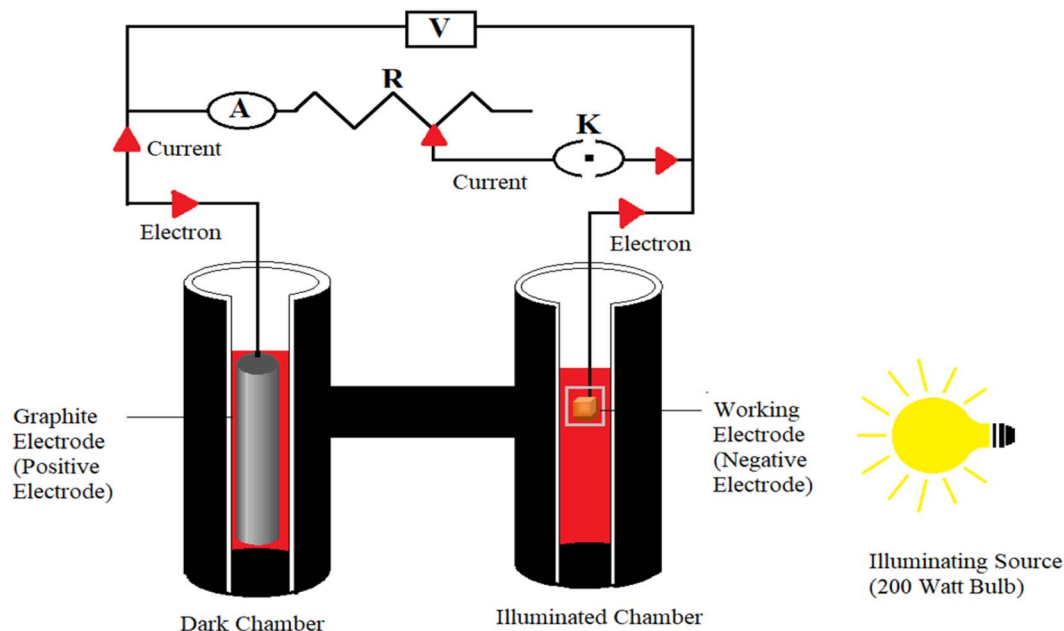 V
R
A
K
Current
Current
Electron
Electron
Graphite
Electrode
(Positive
Electrode)
Working
Electrode
(Negative
Electrode)
Illuminating Source
(200 Watt Bulb)
Dark Chamber
Illuminated Chamber